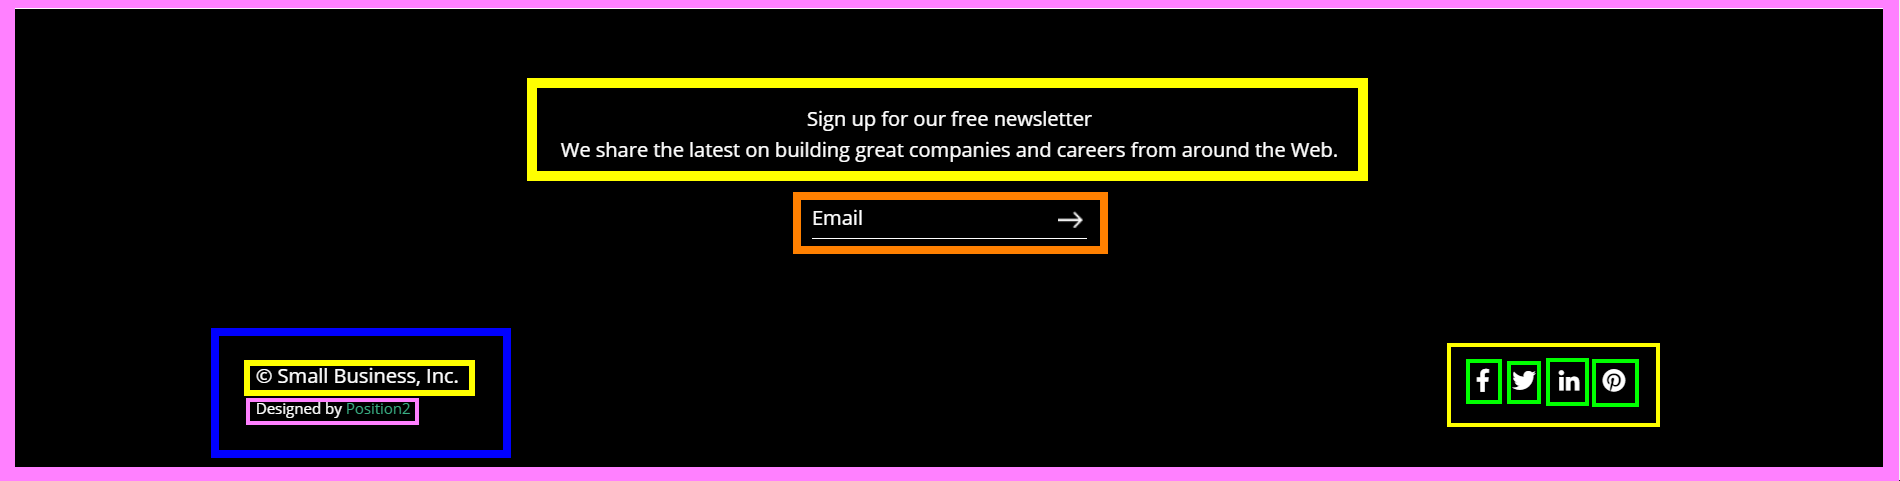 Sign up for our free newsletter
We share the latest on building great companies and careers from around the Web.
Email
© Small Business, Inc.
Designed by Position2